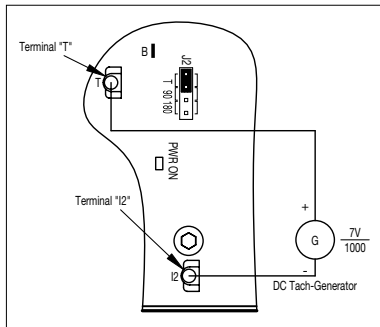 Terminal "T"
B
J2
T
T 90 180
PWR ON
Terminal "I2"
+
G
7V
1000
-
I2
DC Tach-Generator